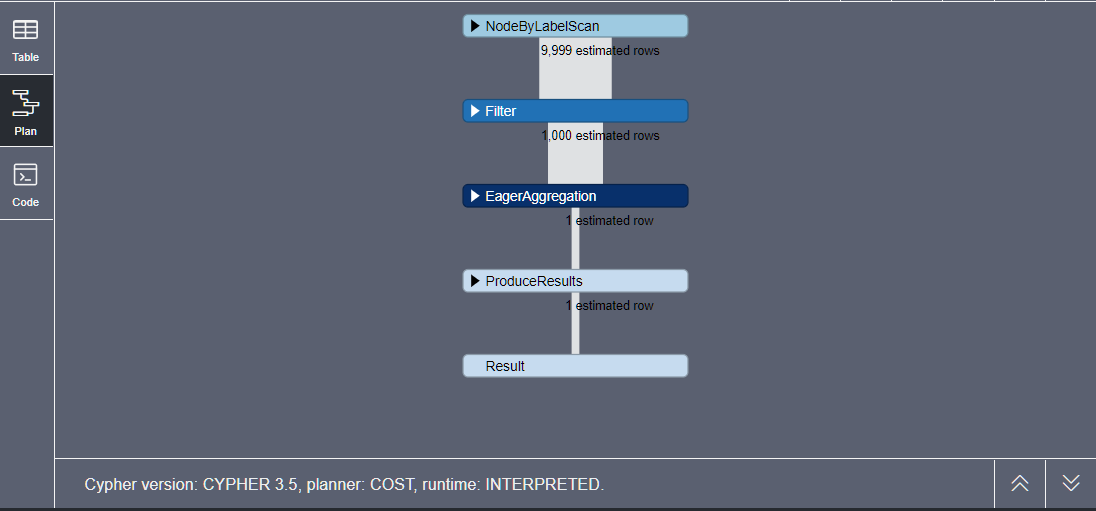 Table
Plan
Code
NodeByLabelScan
9,999 estimated rows
Filter
1,000 estimated rows
EagerAggregation
1 estimated row
ProduceResults
1 estimated row
Result
Cypher version: CYPHER 3.5, planner: COST, runtime: INTERPRETED.